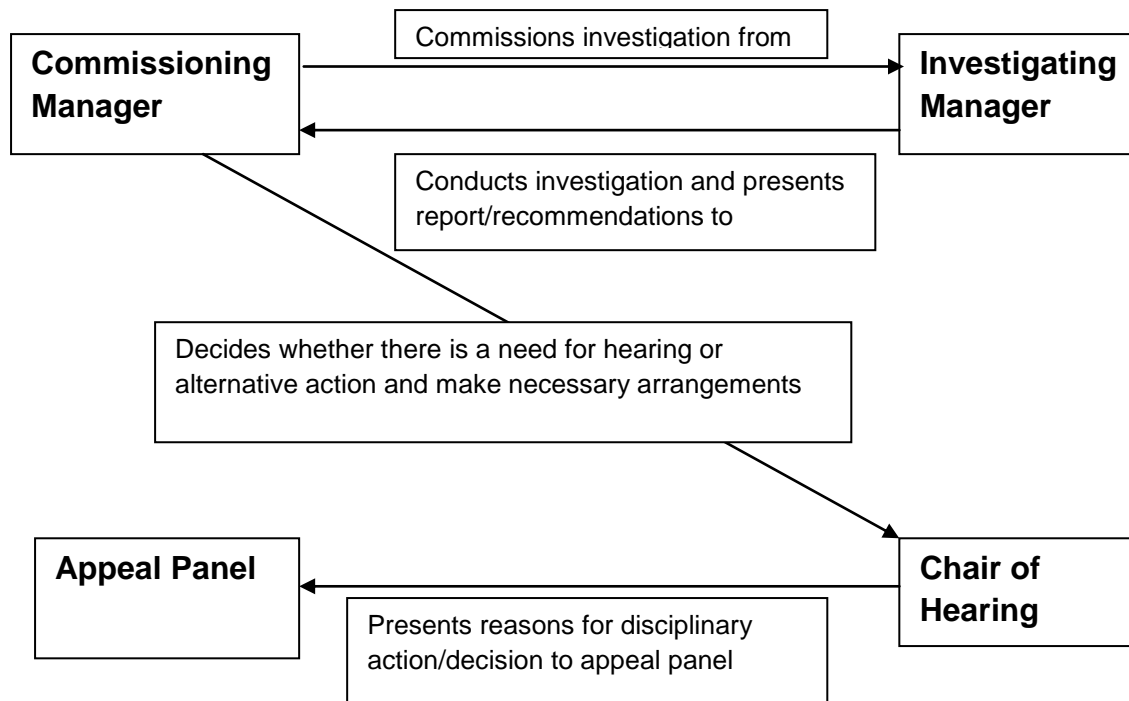 Commissions investigation from
Commissioning
Manager
Investigating
Manager
Conducts investigation and presents
report/recommendations to
Decides whether there is a need for hearing or
alternative action and make necessary arrangements
Appeal Panel
Chair of
Hearing
Presents reasons for disciplinary
action/decision to appeal panel